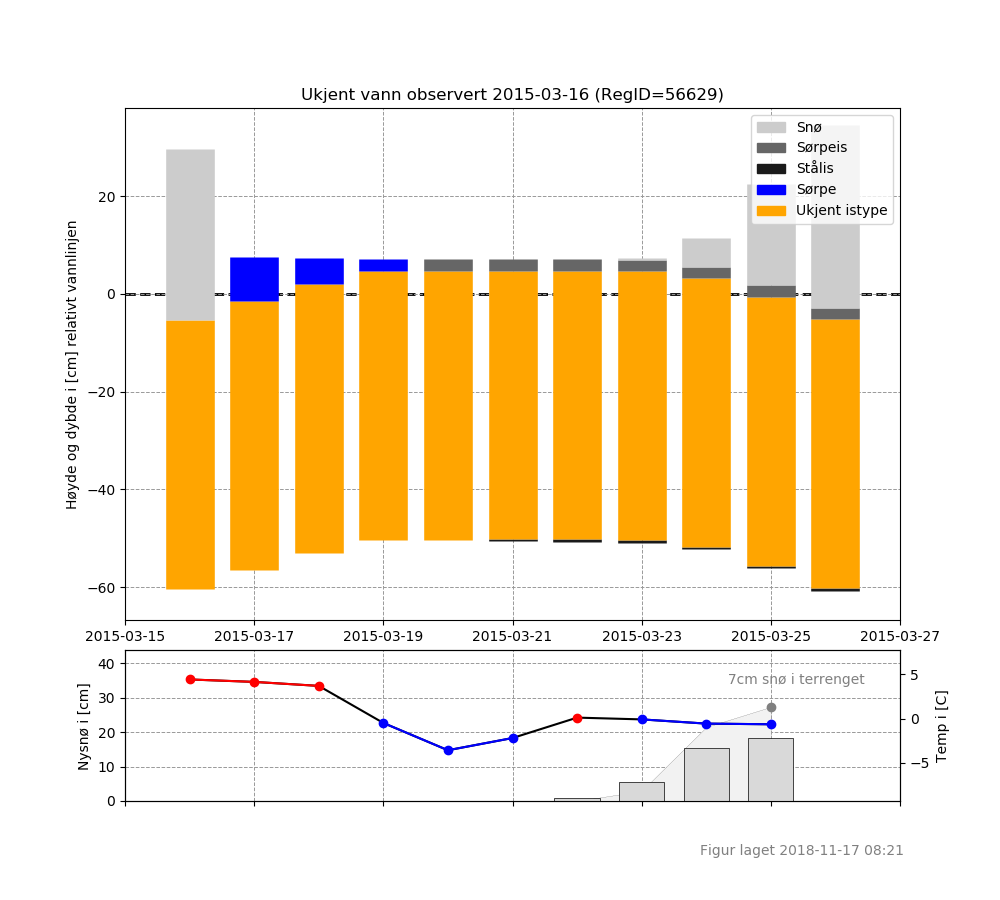 Ukjent vann observert 2015-03-16 (RegID=56629)
Snø
Sørpeis
Stålis
Sørpe
Ukjent istype
Høyde og dybde i [cm] relativt vannlinjen
20
0
−20
−40
−60
2015-03-15 2015-03-17 2015-03-19 2015-03-21 2015-03-23 2015-03-25 2015-03-27
Nysnø i [cm]
40
30
20
10
0
7cm snø i terrenget
5
0
−5
Temp i [C]
Figur laget 2018-11-17 08:21